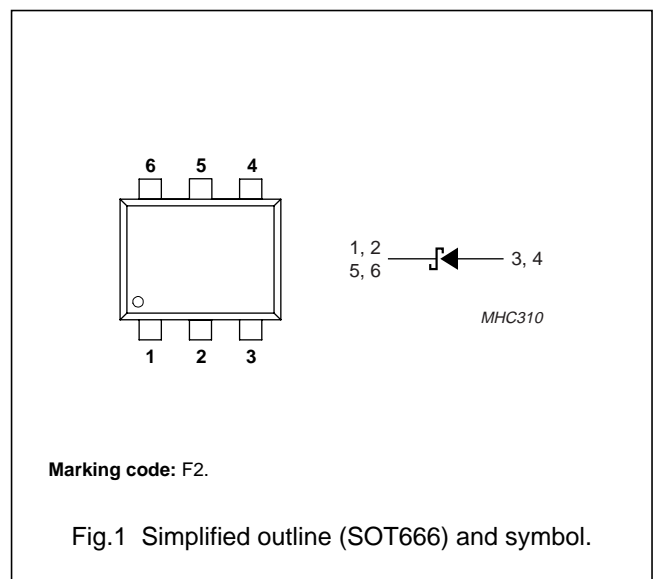 6 5 4
1, 2
5, 6
3, 4
MHC310
1 2 3
Marking code: F2.
Fig.1 Simplified outline (SOT666) and symbol.